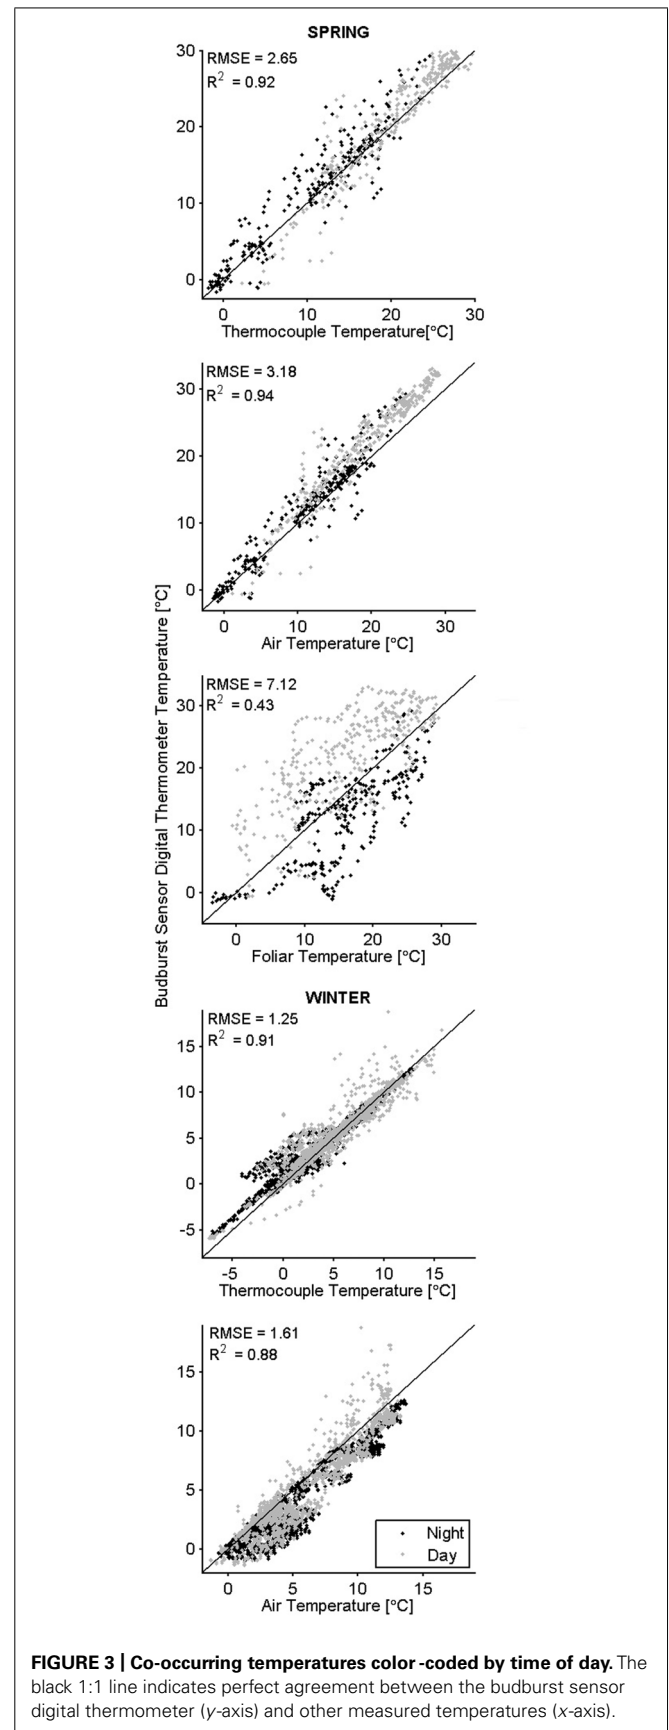 SPRING
RMSE = 2.65
R² = 0.92
30
20
10
0
0 10 20 30
Thermocouple Temperature[°C]
RMSE = 3.18
R² = 0.94
30
20
10
0
0 10 20 30
Air Temperature [°C]
Budburst Sensor Digital Thermometer Temperature [°C]
RMSE = 7.12
R² = 0.43
30
20
10
0
0 10 20 30
Foliar Temperature [°C]
WINTER
RMSE = 1.25
R² = 0.91
15
10
5
0
-5
-5 0 5 10 15
Thermocouple Temperature [°C]
RMSE = 1.61
R² = 0.88
15
10
5
0
Night
Day
0 5 10 15
Air Temperature [°C]
FIGURE 3 | Co-occurring temperatures color-coded by time of day. The
black 1:1 line indicates perfect agreement between the budburst sensor
digital thermometer (y-axis) and other measured temperatures (x-axis).